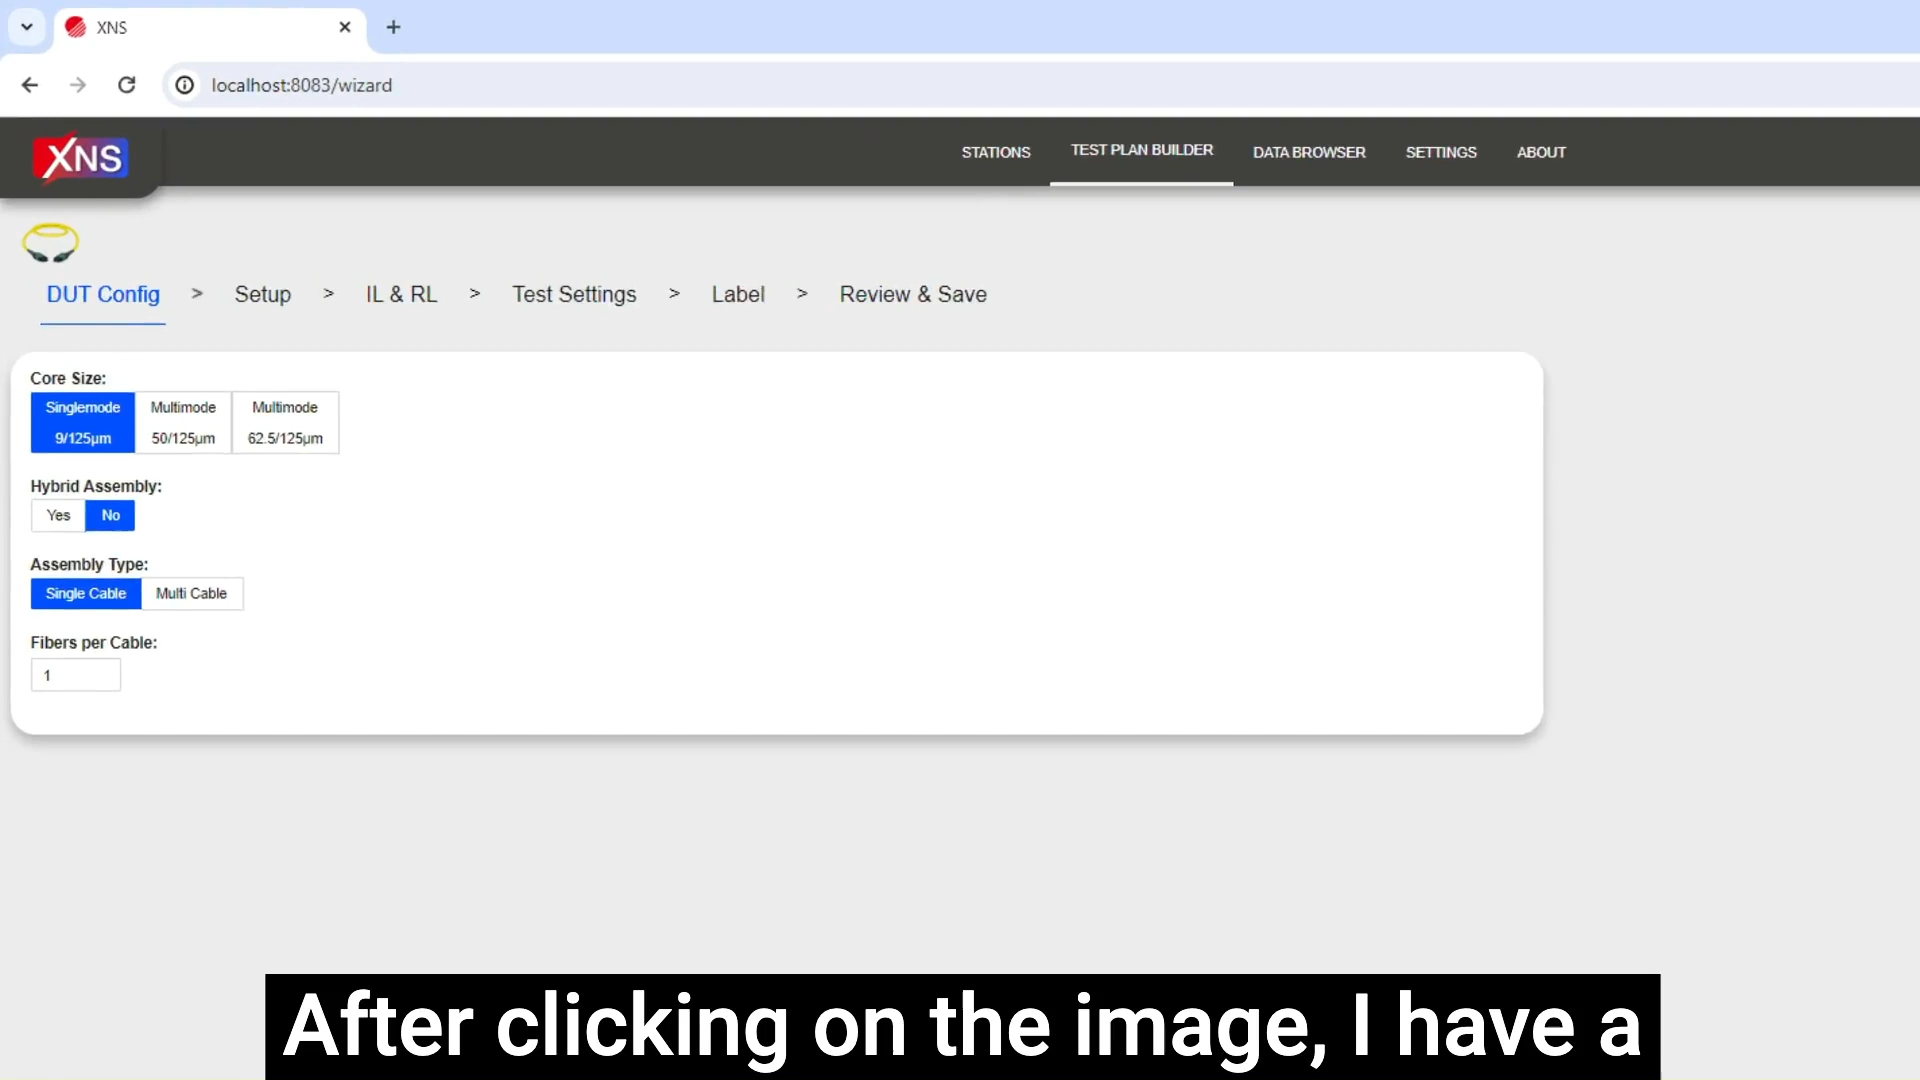 XNS
localhost:8083/wizard
XNS
STATIONS
TEST PLAN BUILDER
DATA BROWSER
SETTINGS
ABOUT
DUT Config > Setup > IL & RL > Test Settings > Label > Review & Save
Core Size:
Singlemode
9/125µm
Multimode
50/125µm
Multimode
62.5/125µm
Hybrid Assembly:
Yes
No
Assembly Type:
Single Cable
Multi Cable
Fibers per Cable:
1
After clicking on the image, I have a